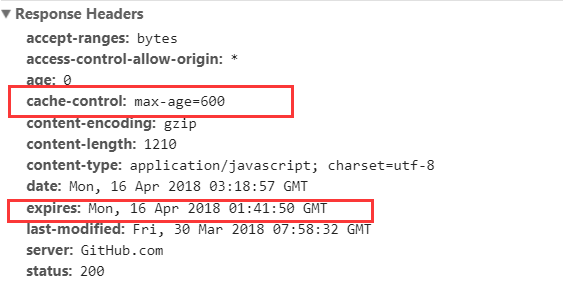 Response Headers
accept-ranges: bytes
access-control-allow-origin: *
age: 0
cache-control: max-age=600
content-encoding: gzip
content-length: 1210
content-type: application/javascript; charset=utf-8
date: Mon, 16 Apr 2018 03:18:57 GMT
expires: Mon, 16 Apr 2018 01:41:50 GMT
last-modified: Fri, 30 Mar 2018 07:58:32 GMT
server: GitHub.com
status: 200